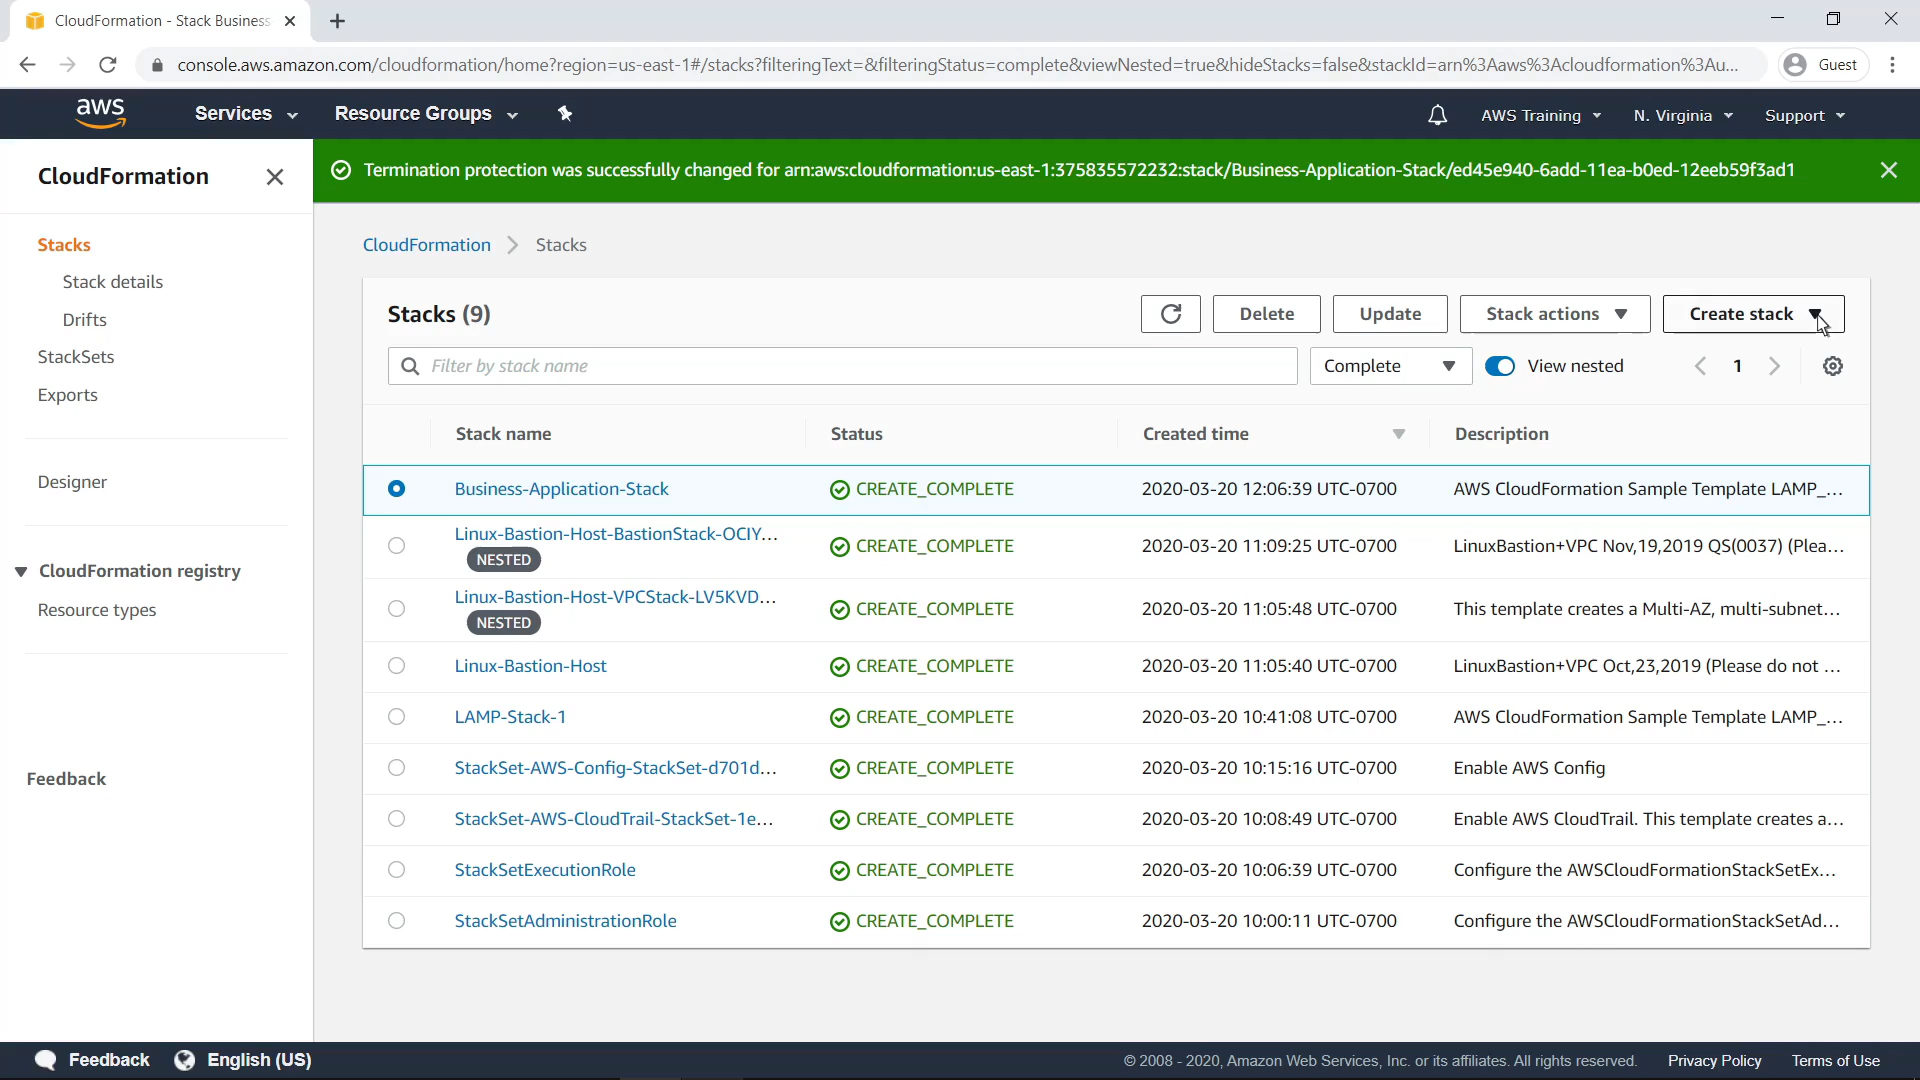 CloudFormation - Stack Business
console.aws.amazon.com/cloudformation/home?region=us-east-1#/stacks?filteringText=&filteringStatus=complete&viewNested=true&hideStacks=false&stackId=arn%3Aaws%3Acloudformation%3Au...
Guest
aws
Services
Resource Groups
AWS Training
N. Virginia
Support
CloudFormation
Termination protection was successfully changed for arn:aws:cloudformation:us-east-1:375835572232:stack/Business-Application-Stack/ed45e940-6add-11ea-b0ed-12eeb59f3ad1
Stacks
Stack details
Drifts
StackSets
Exports
Designer
CloudFormation registry
Resource types
Feedback
CloudFormation > Stacks
Stacks (9)
Delete
Update
Stack actions
Create stack
Filter by stack name
Complete
View nested
1
Stack name Status Created time Description
Business-Application-Stack CREATE_COMPLETE 2020-03-20 12:06:39 UTC-0700 AWS CloudFormation Sample Template LAMP_...
Linux-Bastion-Host-BastionStack-OCIY... CREATE_COMPLETE 2020-03-20 11:09:25 UTC-0700 LinuxBastion+VPC Nov,19,2019 QS(0037) (Plea...
NESTED
Linux-Bastion-Host-VPCStack-LV5KVD... CREATE_COMPLETE 2020-03-20 11:05:48 UTC-0700 This template creates a Multi-AZ, multi-subnet...
NESTED
Linux-Bastion-Host CREATE_COMPLETE 2020-03-20 11:05:40 UTC-0700 LinuxBastion+VPC Oct,23,2019 (Please do not ...
LAMP-Stack-1 CREATE_COMPLETE 2020-03-20 10:41:08 UTC-0700 AWS CloudFormation Sample Template LAMP_...
StackSet-AWS-Config-StackSet-d701d... CREATE_COMPLETE 2020-03-20 10:15:16 UTC-0700 Enable AWS Config
StackSet-AWS-CloudTrail-StackSet-1e... CREATE_COMPLETE 2020-03-20 10:08:49 UTC-0700 Enable AWS CloudTrail. This template creates a...
StackSetExecutionRole CREATE_COMPLETE 2020-03-20 10:06:39 UTC-0700 Configure the AWSCloudFormationStackSetEx...
StackSetAdministrationRole CREATE_COMPLETE 2020-03-20 10:00:11 UTC-0700 Configure the AWSCloudFormationStackSetAd...
Feedback
English (US)
© 2008 - 2020, Amazon Web Services, Inc. or its affiliates. All rights reserved.
Privacy Policy
Terms of Use